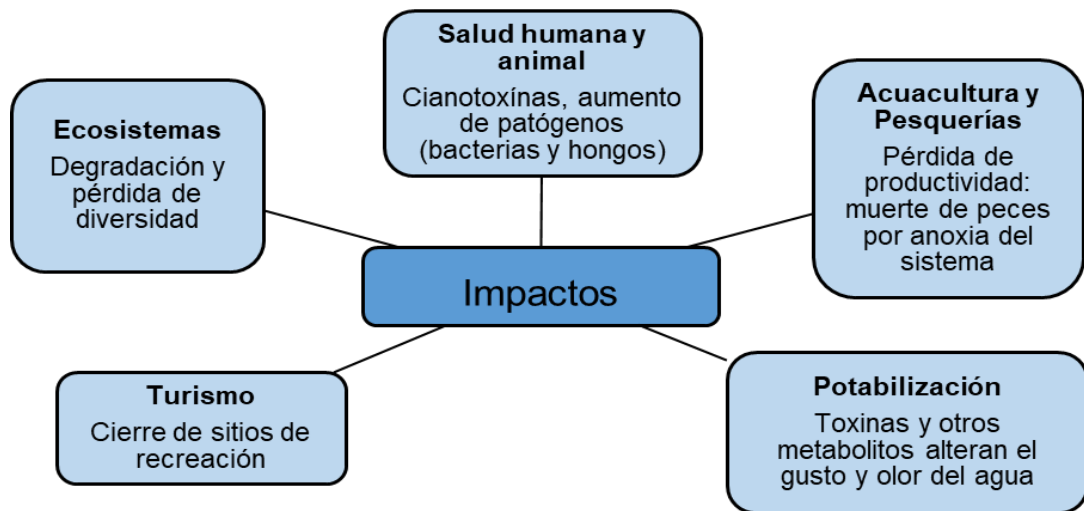 Salud humana y
animal
Cianotoxínas, aumento
de patógenos
(bacterias y hongos)
Ecosistemas
Degradación y
pérdida de
diversidad
Acuacultura y
Pesquerías
Pérdida de
productividad:
muerte de peces
por anoxia del
sistema
Impactos
Turismo
Cierre de sitios de
recreación
Potabilización
Toxinas y otros
metabolitos alteran el
gusto y olor del agua